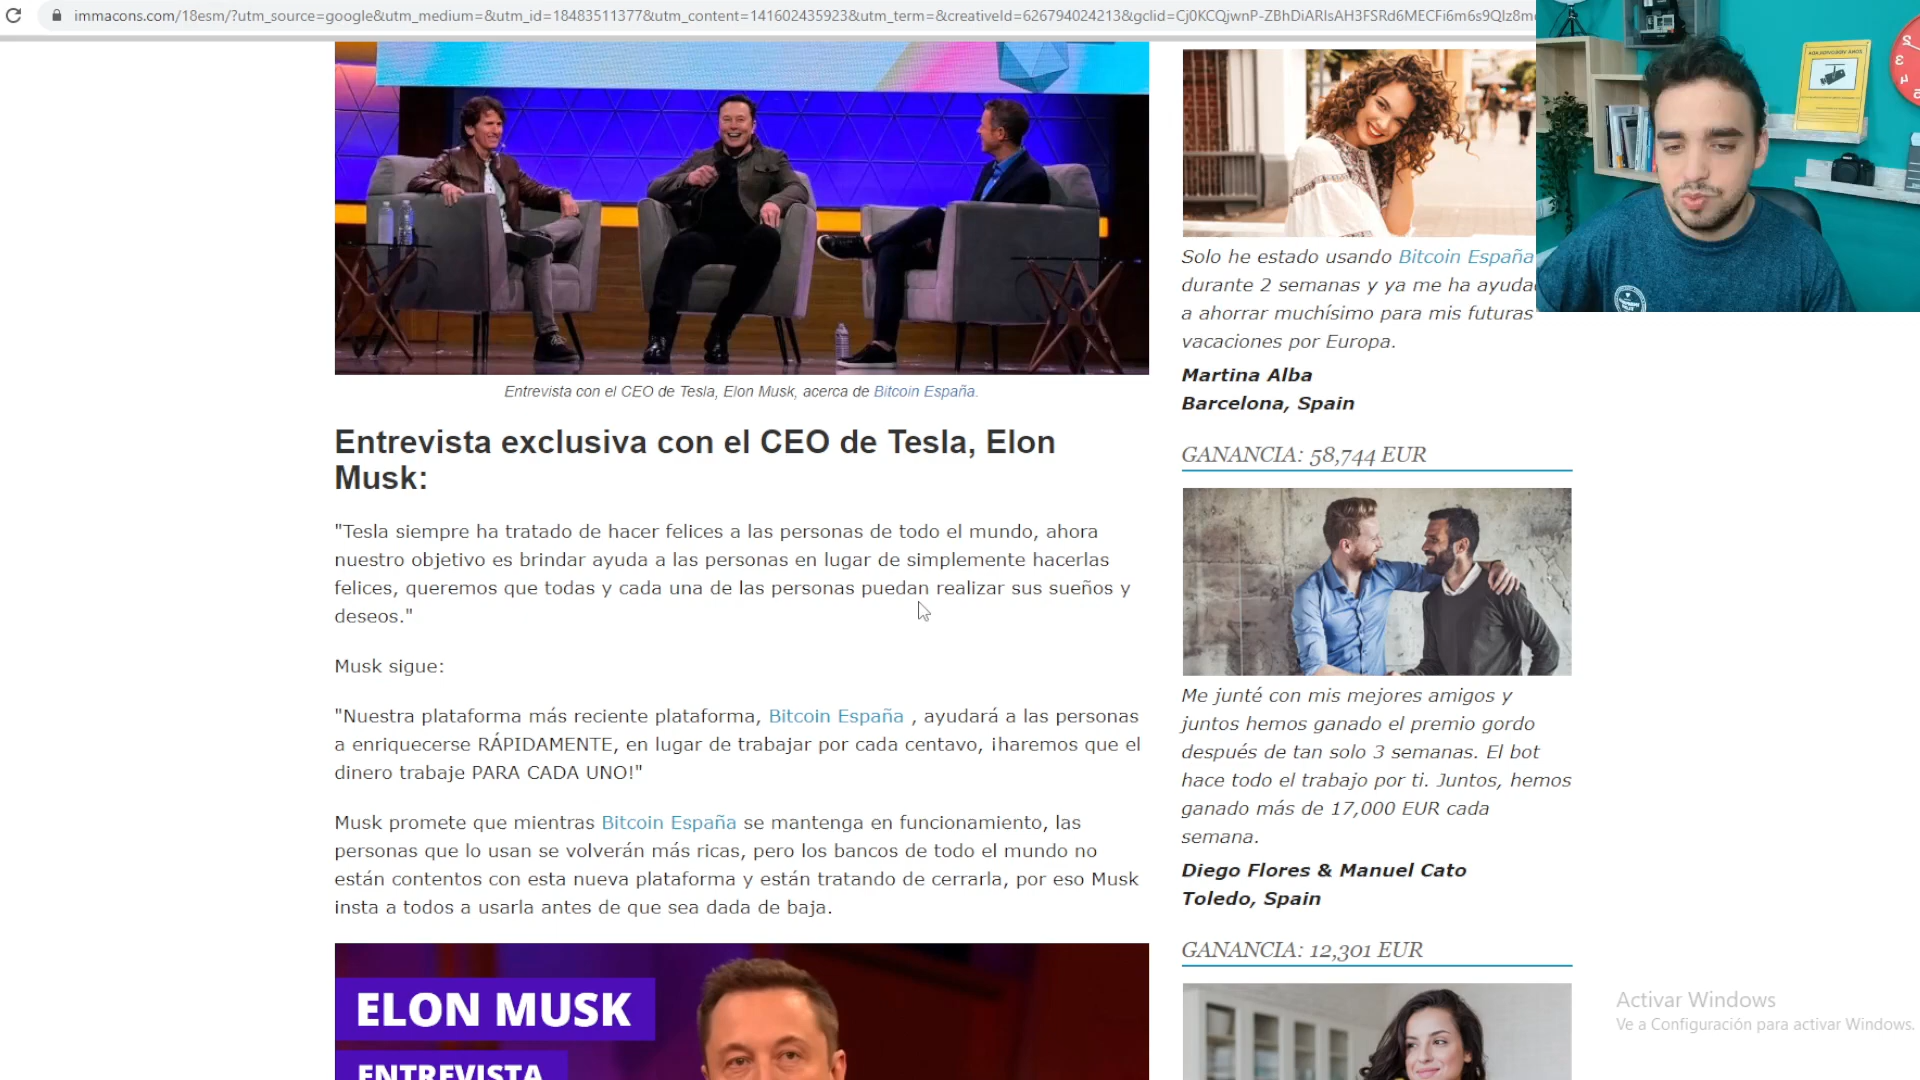 immacons.com/18esm/?utm_source=google&utm_medium=&utm_id=18483511377&utm_content=141602435923&utm_term=&creativeId=626794024213&gclid=Cj0KCQjwnP-ZBhDiARIsAH3FSRd6MECFi6m6s9Qlz8m
Entrevista con el CEO de Tesla, Elon Musk, acerca de Bitcoin España.
Entrevista exclusiva con el CEO de Tesla, Elon
Musk:
"Tesla siempre ha tratado de hacer felices a las personas de todo el mundo, ahora
nuestro objetivo es brindar ayuda a las personas en lugar de simplemente hacerlas
felices, queremos que todas y cada una de las personas puedan realizar sus sueños y
deseos."
Musk sigue:
"Nuestra plataforma más reciente plataforma, Bitcoin España , ayudará a las personas
a enriquecerse RÁPIDAMENTE, en lugar de trabajar por cada centavo, ¡haremos que el
dinero trabaje PARA CADA UNO!"
Musk promete que mientras Bitcoin España se mantenga en funcionamiento, las
personas que lo usan se volverán más ricas, pero los bancos de todo el mundo no
están contentos con esta nueva plataforma y están tratando de cerrarla, por eso Musk
insta a todos a usarla antes de que sea dada de baja.
ELON MUSK
ENTREVISTA
Solo he estado usando Bitcoin España
durante 2 semanas y ya me ha ayuda
a ahorrar muchísimo para mis futuras
vacaciones por Europa.
Martina Alba
Barcelona, Spain
GANANCIA: 58,744 EUR
Me junté con mis mejores amigos y
juntos hemos ganado el premio gordo
después de tan solo 3 semanas. El bot
hace todo el trabajo por ti. Juntos, hemos
ganado más de 17,000 EUR cada
semana.
Diego Flores & Manuel Cato
Toledo, Spain
GANANCIA: 12,301 EUR
Activar Windows
Ve a Configuración para activar Windows.